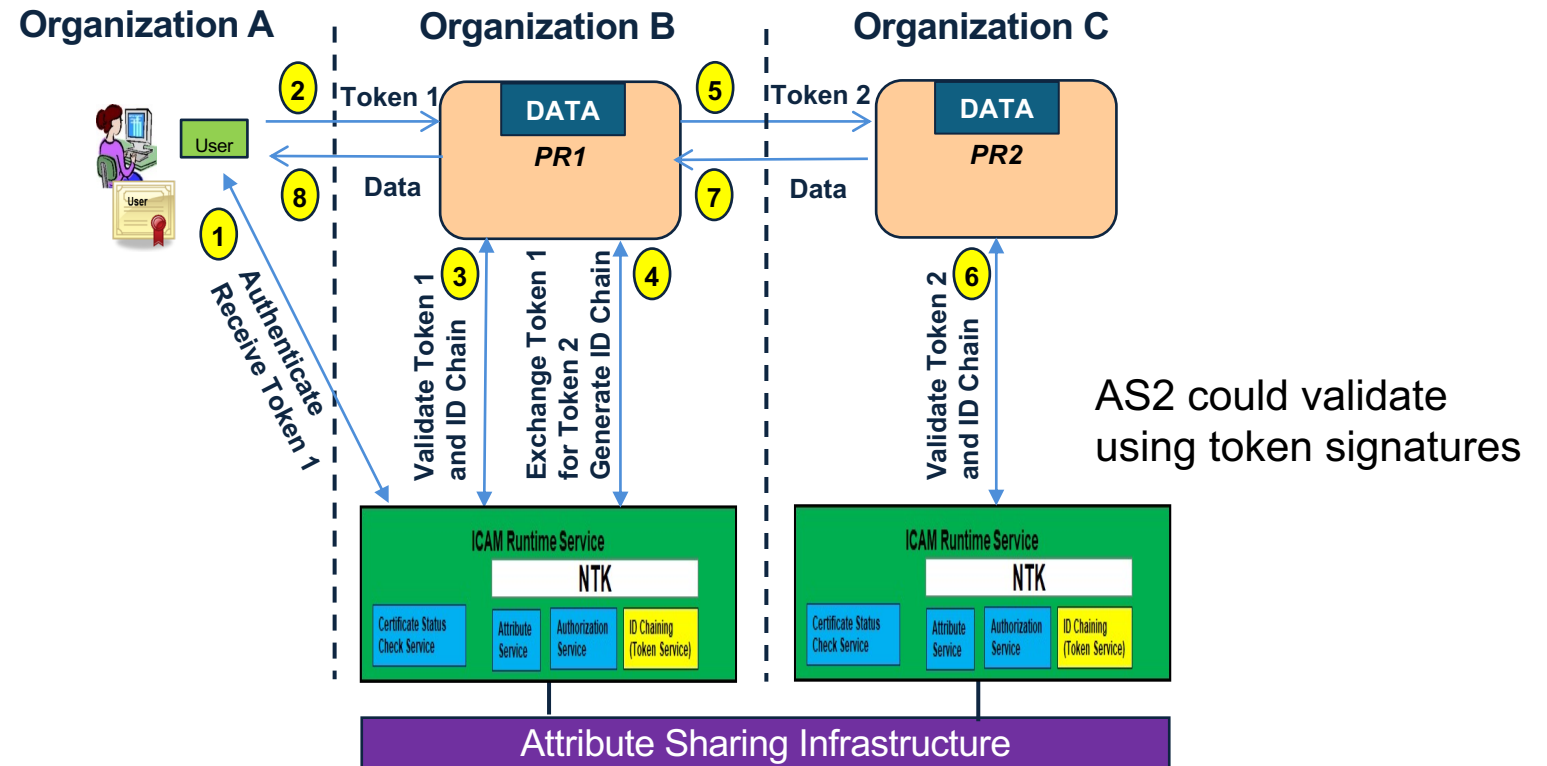 Organization A
Organization B
Organization C
2
Token 1
DATA
PR1
5
Token 2
DATA
PR2
User
User
8
Data
7
Data
1
Authenticate
Receive Token 1
3
Validate Token 1
and ID Chain
4
Exchange Token 1
for Token 2
Generate ID Chain
6
Validate Token 2
and ID Chain
AS2 could validate
using token signatures
ICAM Runtime Service
NTK
Certificate Status
Check Service
Attribute
Service
Authorization
Service
ID Chaining
(Token Service)
ICAM Runtime Service
NTK
Certificate Status
Check Service
Attribute
Service
Authorization
Service
ID Chaining
(Token Service)
Attribute Sharing Infrastructure